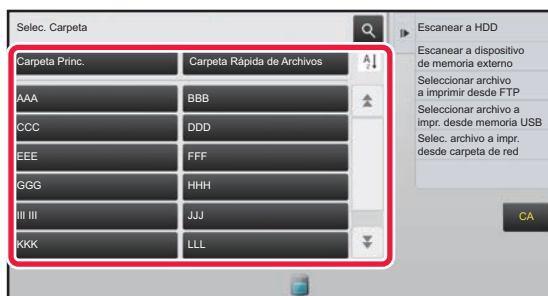 Selec. Carpeta
Carpeta Princ.
Carpeta Rápida de Archivos
A
Z
AAA
BBB
CCC
DDD
EEE
FFF
GGG
HHH
III III
JJJ
KKK
LLL
Escanear a HDD
Escanear a dispositivo
de memoria externo
Seleccionar archivo
a imprimir desde FTP
Seleccionar archivo a
impr. desde memoria USB
Selec. archivo a impr.
desde carpeta de red
CA